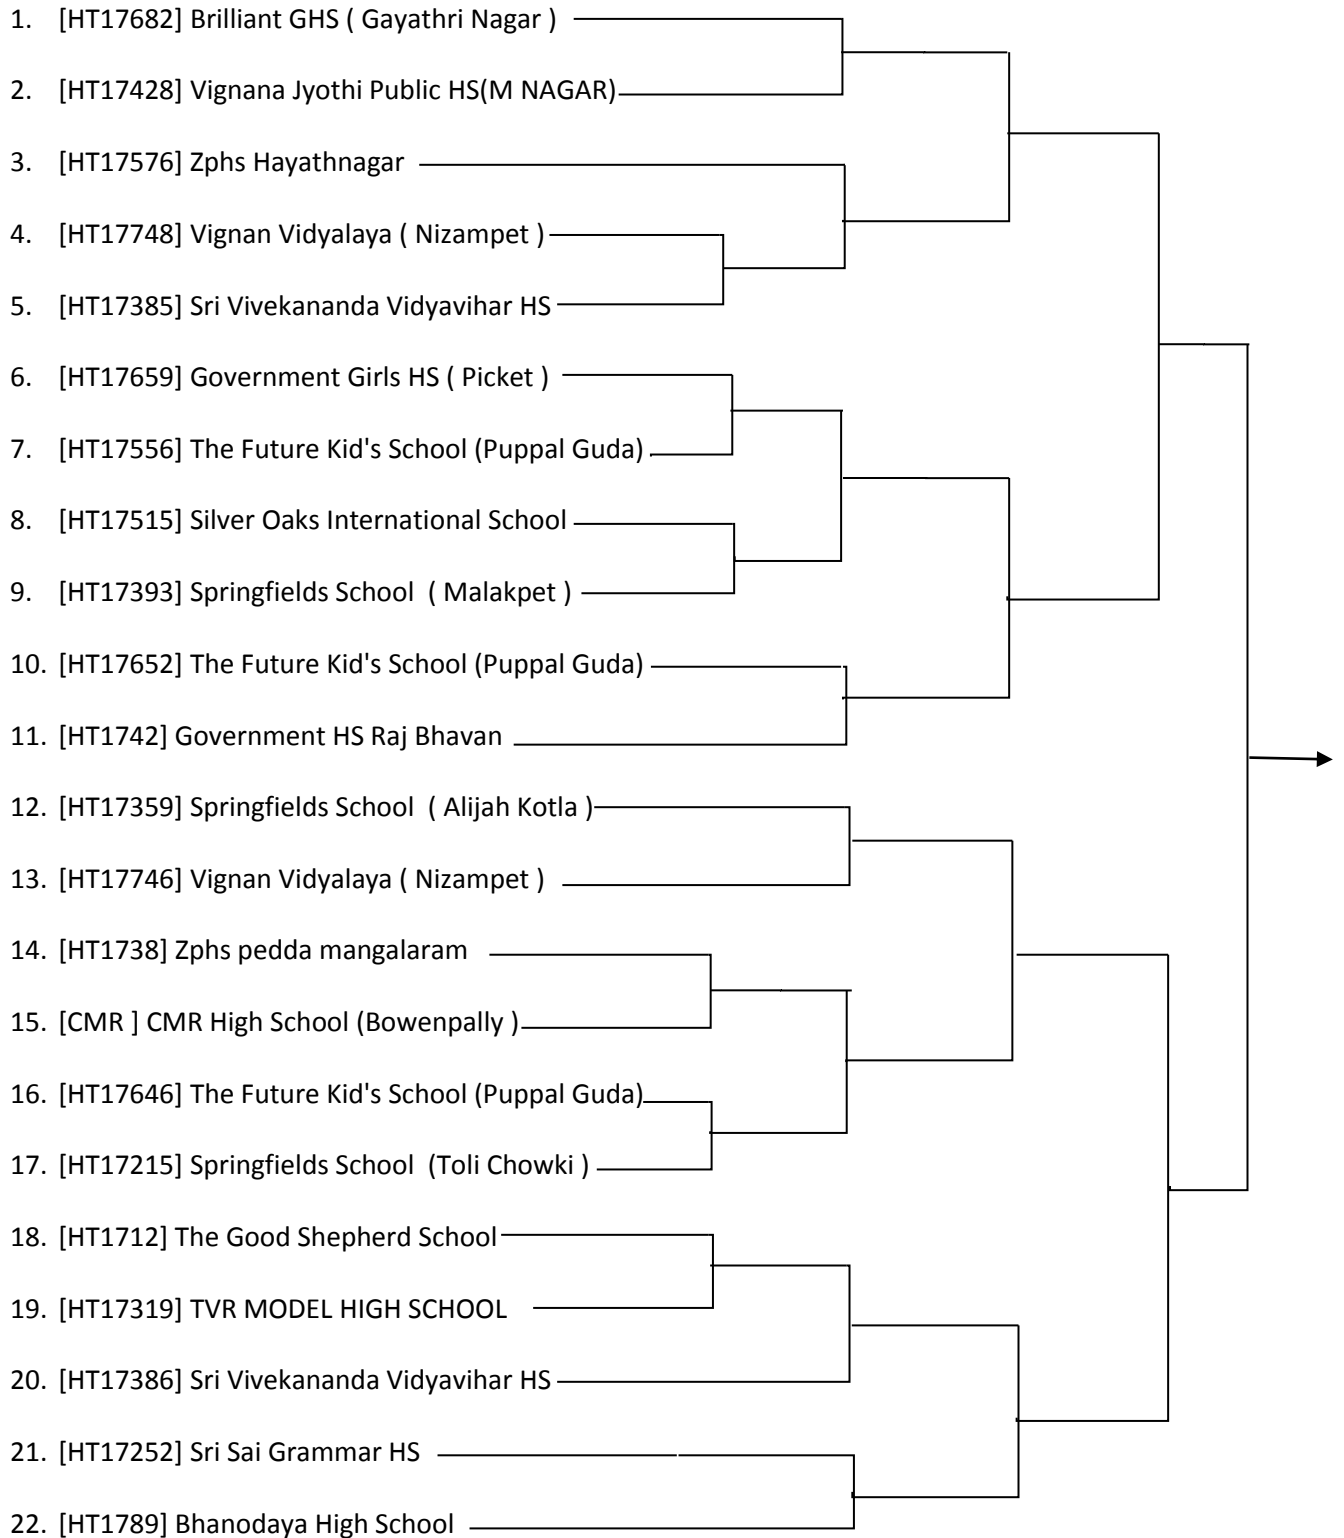 1. [HT17682] Brilliant GHS ( Gayathri Nagar )
2. [HT17428] Vignana Jyothi Public HS(M NAGAR)
3. [HT17576] Zphs Hayathnagar
4. [HT17748] Vignan Vidyalaya ( Nizampet )
5. [HT17385] Sri Vivekananda Vidyavihar HS
6. [HT17659] Government Girls HS ( Picket )
7. [HT17556] The Future Kid's School (Puppal Guda)
8. [HT17515] Silver Oaks International School
9. [HT17393] Springfields School  ( Malakpet )
10. [HT17652] The Future Kid's School (Puppal Guda)
11. [HT1742] Government HS Raj Bhavan
12. [HT17359] Springfields School  ( Alijah Kotla )
13. [HT17746] Vignan Vidyalaya ( Nizampet )
14. [HT1738] Zphs pedda mangalaram
15. [CMR ] CMR High School (Bowenpally )
16. [HT17646] The Future Kid's School (Puppal Guda)
17. [HT17215] Springfields School  (Toli Chowki )
18. [HT1712] The Good Shepherd School
19. [HT17319] TVR MODEL HIGH SCHOOL
20. [HT17386] Sri Vivekananda Vidyavihar HS
21. [HT17252] Sri Sai Grammar HS
22. [HT1789] Bhanodaya High School